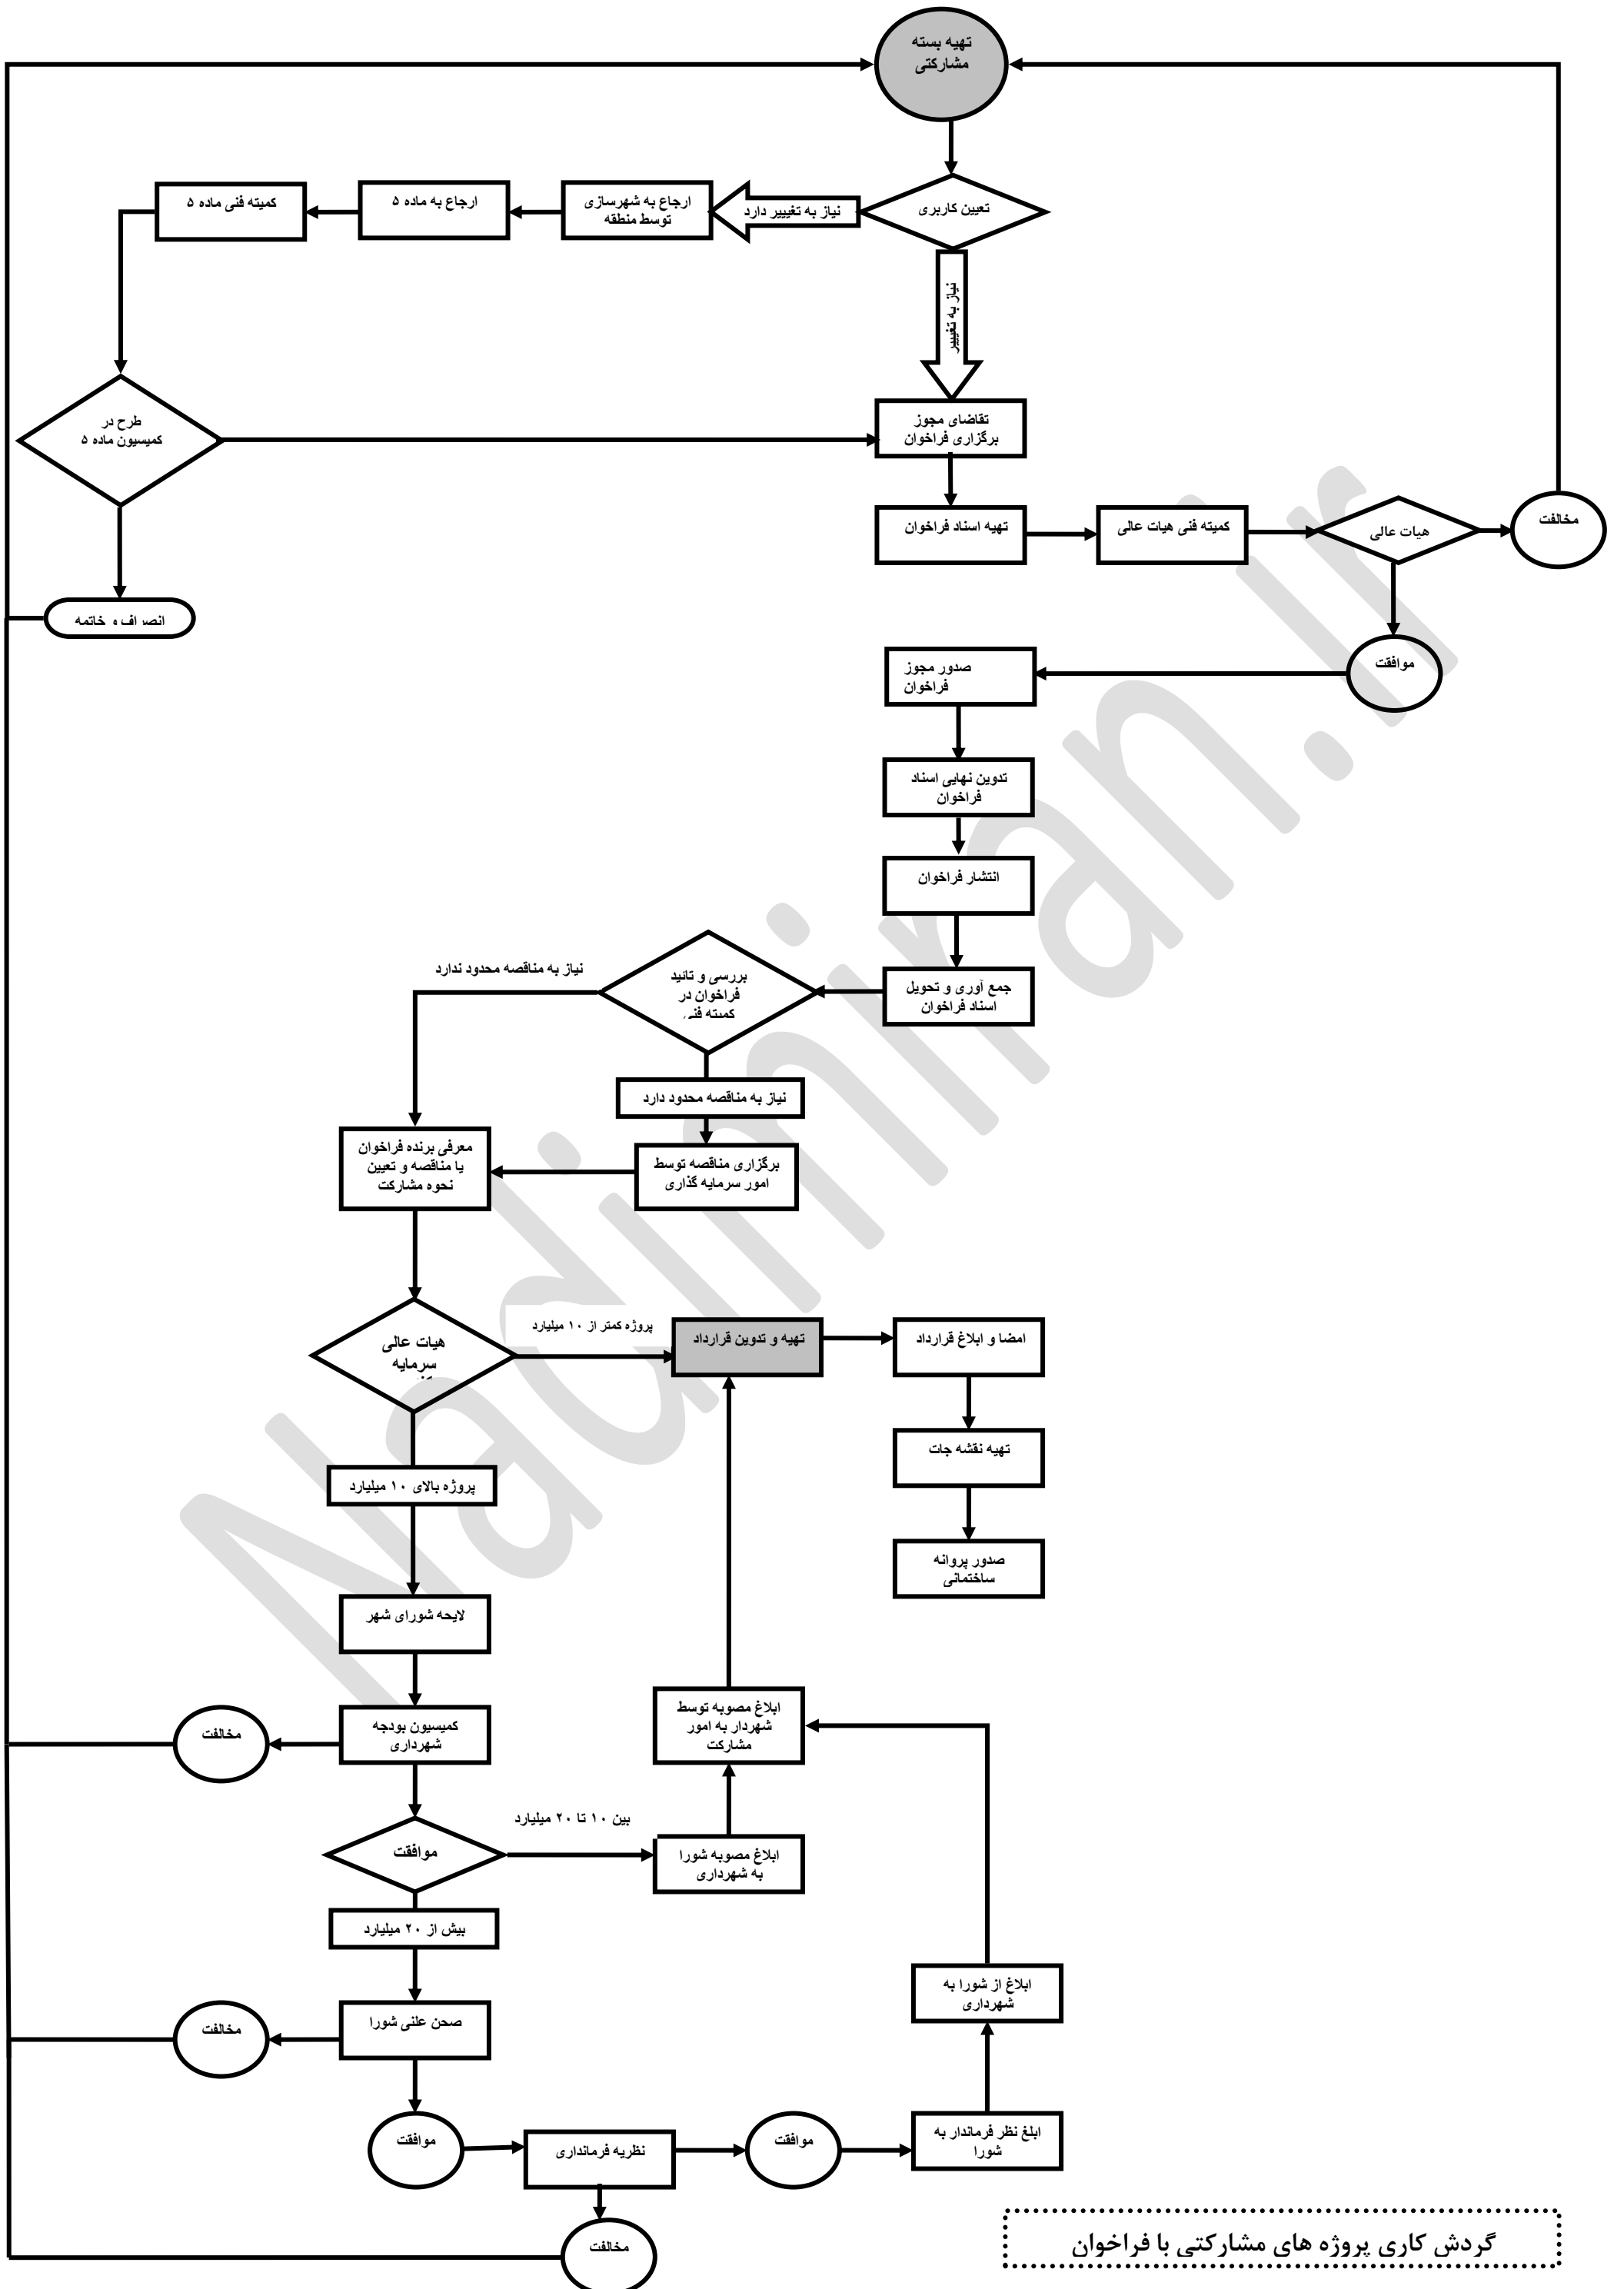 تهیه بسته
مشارکتی
تعیین کاربری
نیاز به تغییر دارد
ارجاع به شهرسازی
توسط منطقه
ارجاع به ماده ۵
کمیته فنی ماده ۵
نیاز به تغییر
طرح در
کمیسیون ماده ۵
تقاضای مجوز
برگزاری فراخوان
تهیه اسناد فراخوان
کمیته فنی هیات عالی
هیات عالی
مخالفت
انصراف و خاتمه
موافقت
صدور مجوز
فراخوان
تدوین نهایی اسناد
فراخوان
انتشار فراخوان
جمع آوری و تحویل
اسناد فراخوان
بررسی و تائید
فراخوان در
کمیته فنی
نیاز به مناقصه محدود ندارد
نیاز به مناقصه محدود دارد
برگزاری مناقصه توسط
امور سرمایه گذاری
معرفی برنده فراخوان
یا مناقصه و تعیین
نحوه مشارکت
هیات عالی
سرمایه
پروژه کمتر از ۱۰ میلیارد
تهیه و تدوین قرارداد
امضا و ابلاغ قرارداد
تهیه نقشه جات
صدور پروانه
ساختمانی
پروژه بالای ۱۰ میلیارد
لایحه شورای شهر
کمیسیون بودجه
شهرداری
مخالفت
موافقت
بین ۱۰ تا ۲۰ میلیارد
ابلاغ مصوبه شورا
به شهرداری
ابلاغ مصوبه توسط
شهردار به امور
مشارکت
بیش از ۲۰ میلیارد
صحن علنی شورا
مخالفت
موافقت
نظریه فرمانداری
موافقت
ابلغ نظر فرماندار به
شورا
ابلاغ از شورا به
شهرداری
مخالفت
گردش کاری پروژه های مشارکتی با فراخوان
Nadimiran.Ir